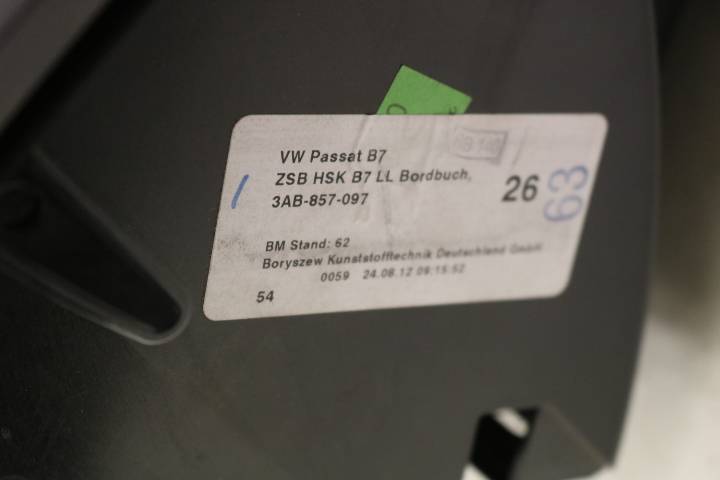 VW Passat B7
ZSB HSK B7 LL Bordbuch,
3AB-857-097
26
63
BM Stand: 62
Boryszew Kunststofftechnik Deutschland GmbH
0059 24.08.12 09:15:52
54